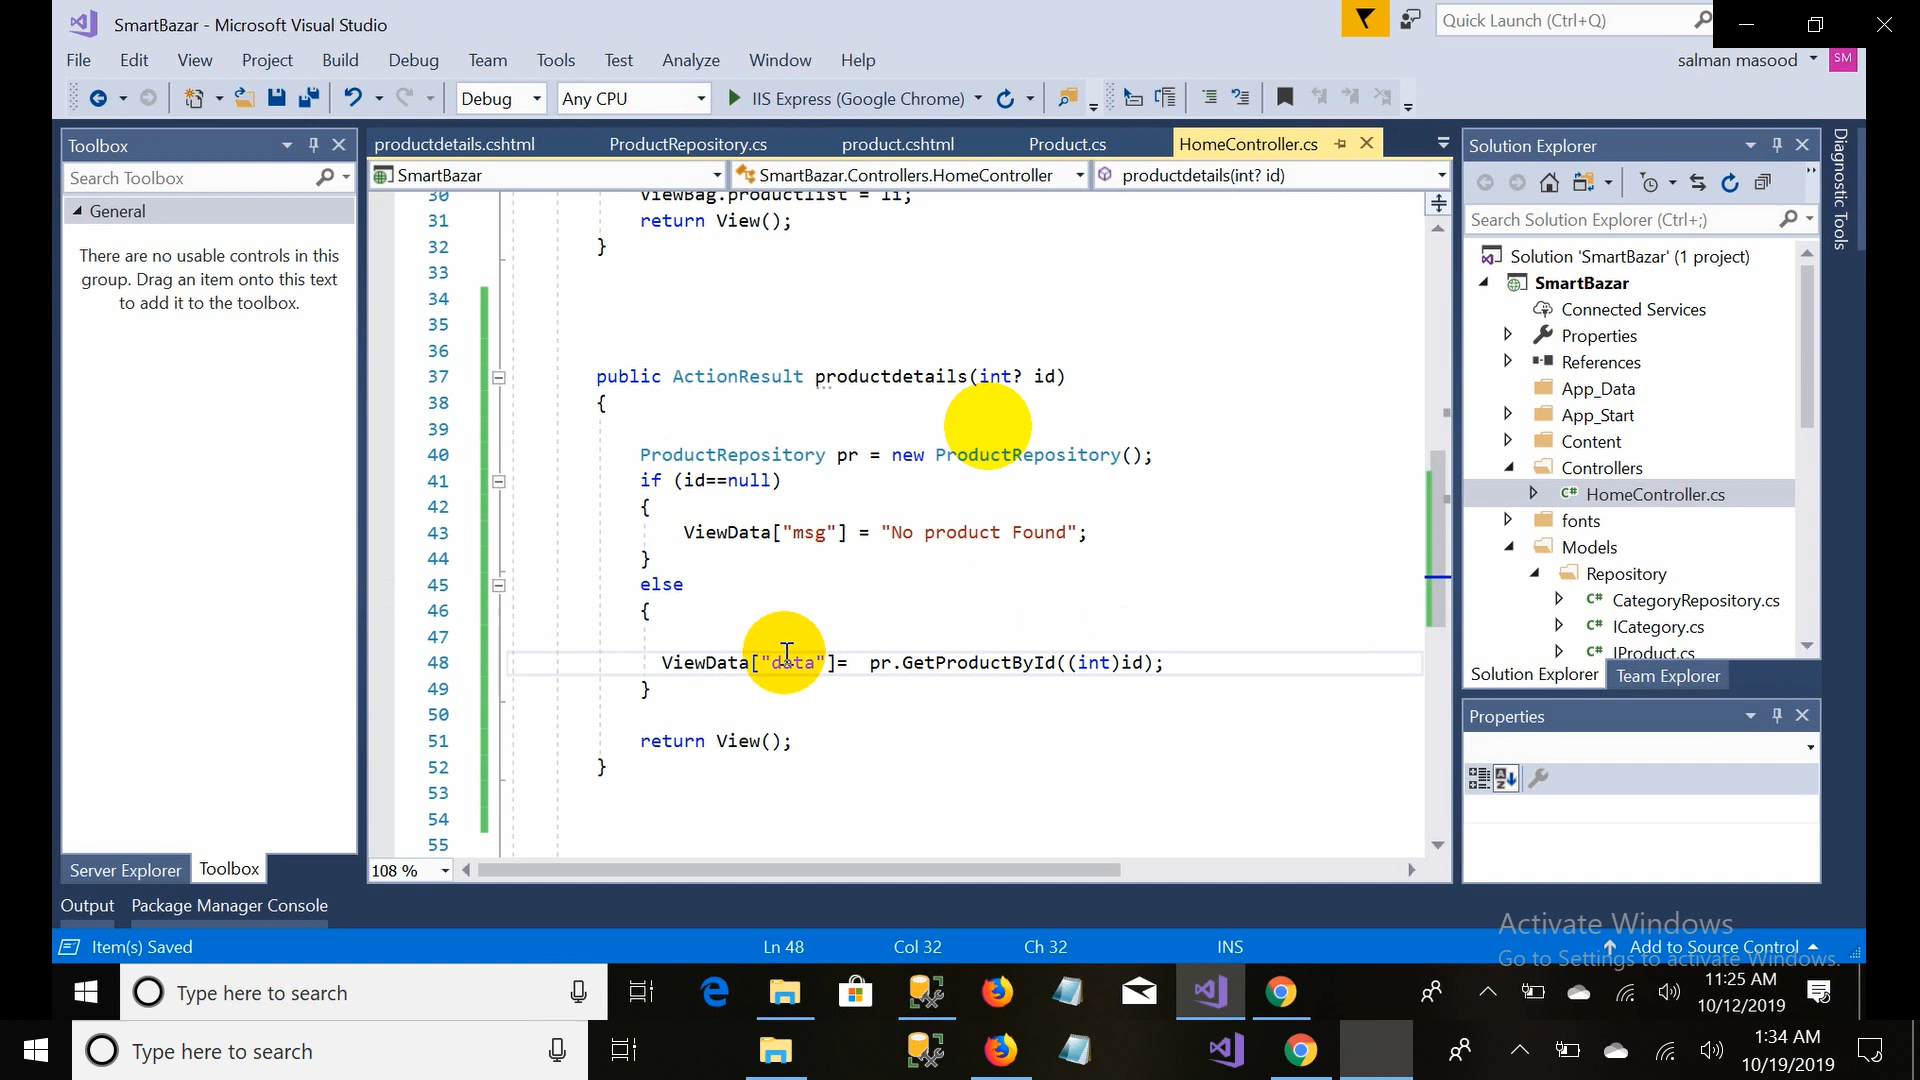 SmartBazar - Microsoft Visual Studio
Quick Launch (Ctrl+Q)
File Edit View Project Build Debug Team Tools Test Analyze Window Help
salman masood
SM
Debug
Any CPU
IIS Express (Google Chrome)
Toolbox
Search Toolbox
General
There are no usable controls in this
group. Drag an item onto this text
to add it to the toolbox.
Server Explorer
Toolbox
productdetails.cshtml
ProductRepository.cs
product.cshtml
Product.cs
HomeController.cs
SmartBazar
SmartBazar.Controllers.HomeController
productdetails(int? id)
30 ViewBag.productlist = li;
31 return View();
32 }
33
34
35
36
37 public ActionResult productdetails(int? id)
38 {
39
40 ProductRepository pr = new ProductRepository();
41 if (id==null)
42 {
43 ViewData["msg"] = "No product Found";
44 }
45 else
46 {
47
48 ViewData["data"]=  pr.GetProductById((int)id);
49 }
50
51 return View();
52 }
53
54
55
108 %
Solution Explorer
Search Solution Explorer (Ctrl+;)
Solution 'SmartBazar' (1 project)
SmartBazar
Connected Services
Properties
References
App_Data
App_Start
Content
Controllers
C# HomeController.cs
fonts
Models
Repository
C# CategoryRepository.cs
C# ICategory.cs
C# IProduct.cs
Solution Explorer
Team Explorer
Properties
Diagnostic Tools
Output
Package Manager Console
Activate Windows
Go to Settings to activate Windows.
Item(s) Saved
Ln 48
Col 32
Ch 32
INS
Add to Source Control
Type here to search
11:25 AM
10/12/2019
Type here to search
1:34 AM
10/19/2019